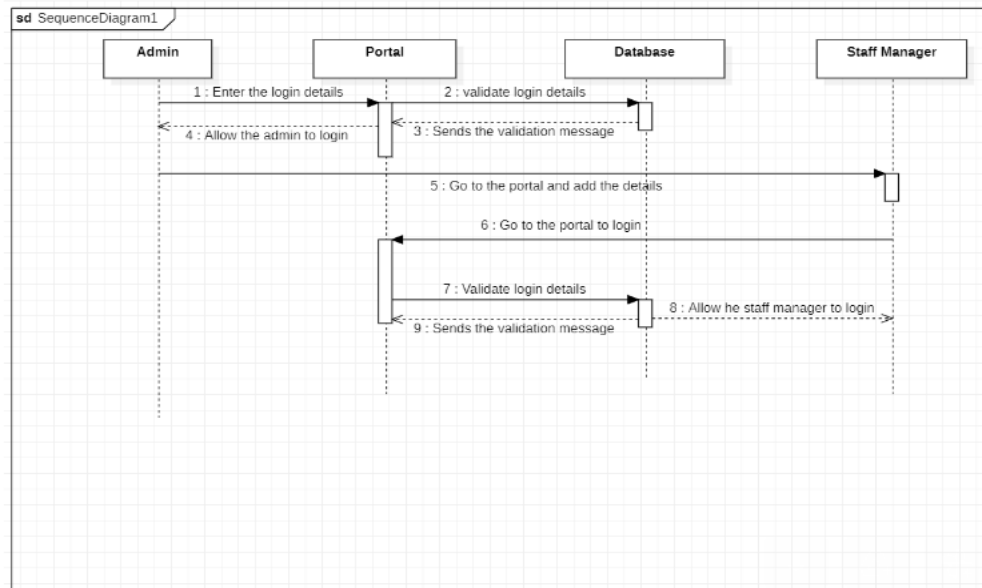 sd SequenceDiagram1
Admin
Portal
Database
Staff Manager
1 : Enter the login details
2 : validate login details
3 : Sends the validation message
4 : Allow the admin to login
5 : Go to the portal and add the details
6 : Go to the portal to login
7 : Validate login details
8 : Allow he staff manager to login
9 : Sends the validation message